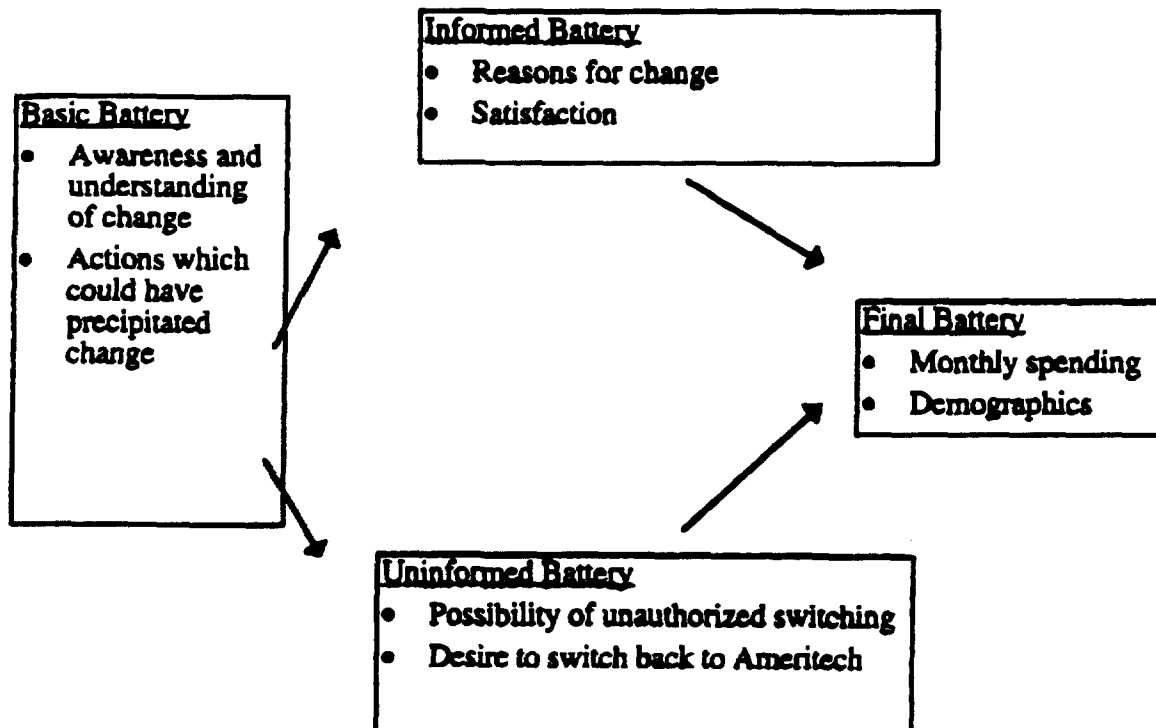 Informed Battery
• Reasons for change
• Satisfaction
Basic Battery
• Awareness and
understanding
of change
• Actions which
could have
precipitated
change
Final Battery
• Monthly spending
• Demographics
Uninformed Battery
• Possibility of unauthorized switching
• Desire to switch back to Ameritech